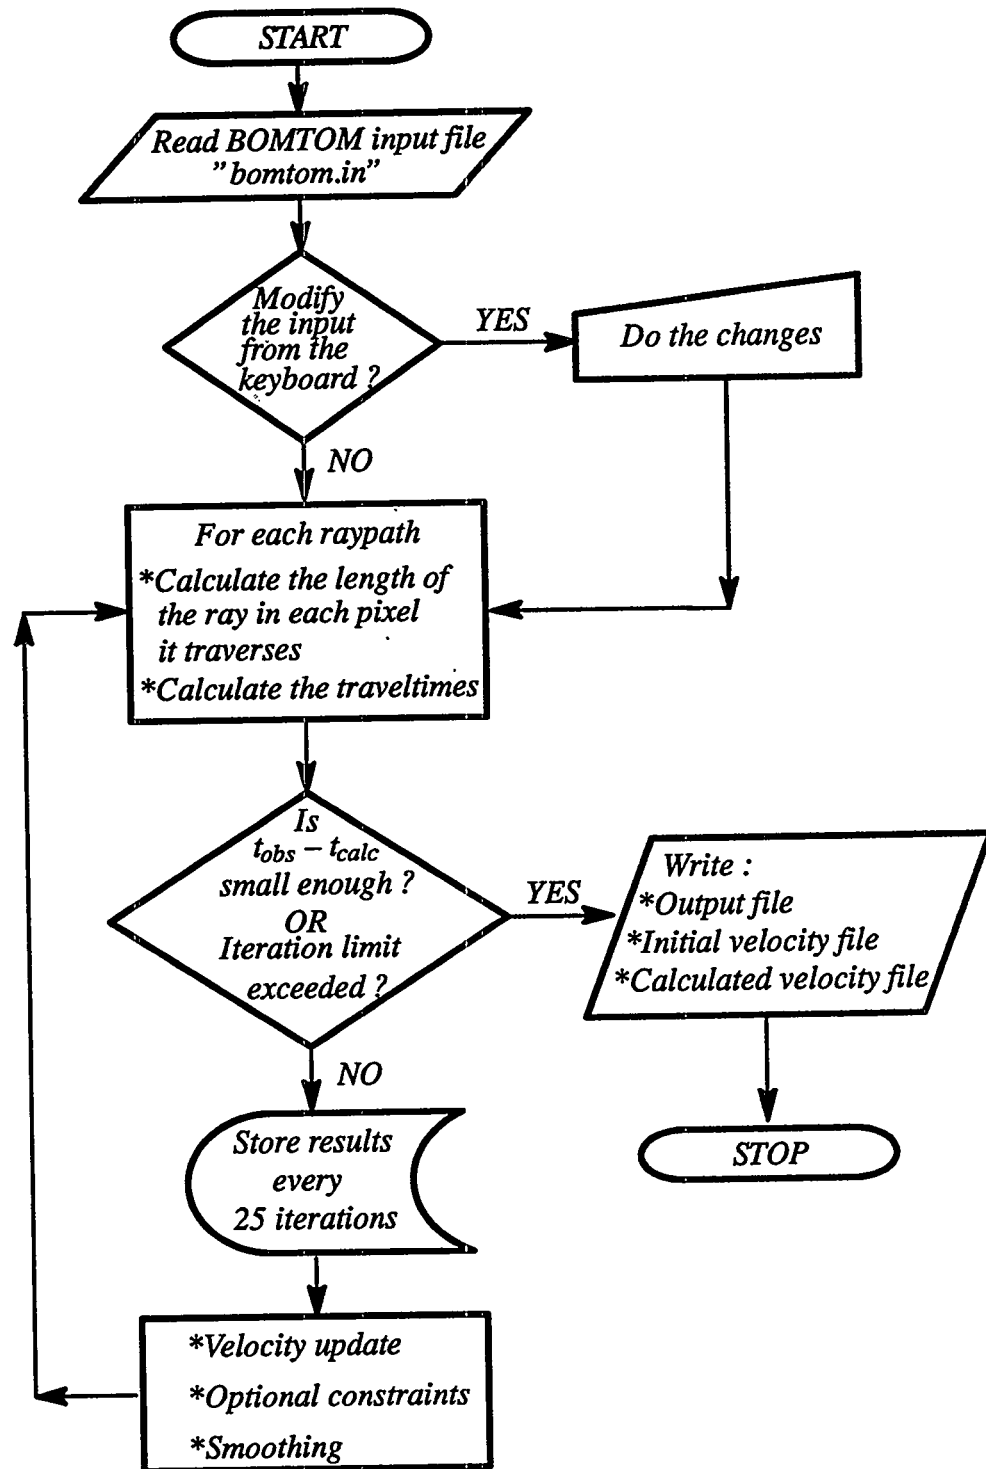 START
Read BOMTOM input file
"bomtom.in"
Modify
the input
from the
keyboard ?
YES
Do the changes
NO
For each raypath
*Calculate the length of
the ray in each pixel
it traverses
*Calculate the traveltimes
Is
t_obs – t_calc
small enough ?
OR
Iteration limit
exceeded ?
YES
Write :
*Output file
*Initial velocity file
*Calculated velocity file
NO
STOP
Store results
every
25 iterations
*Velocity update
*Optional constraints
*Smoothing